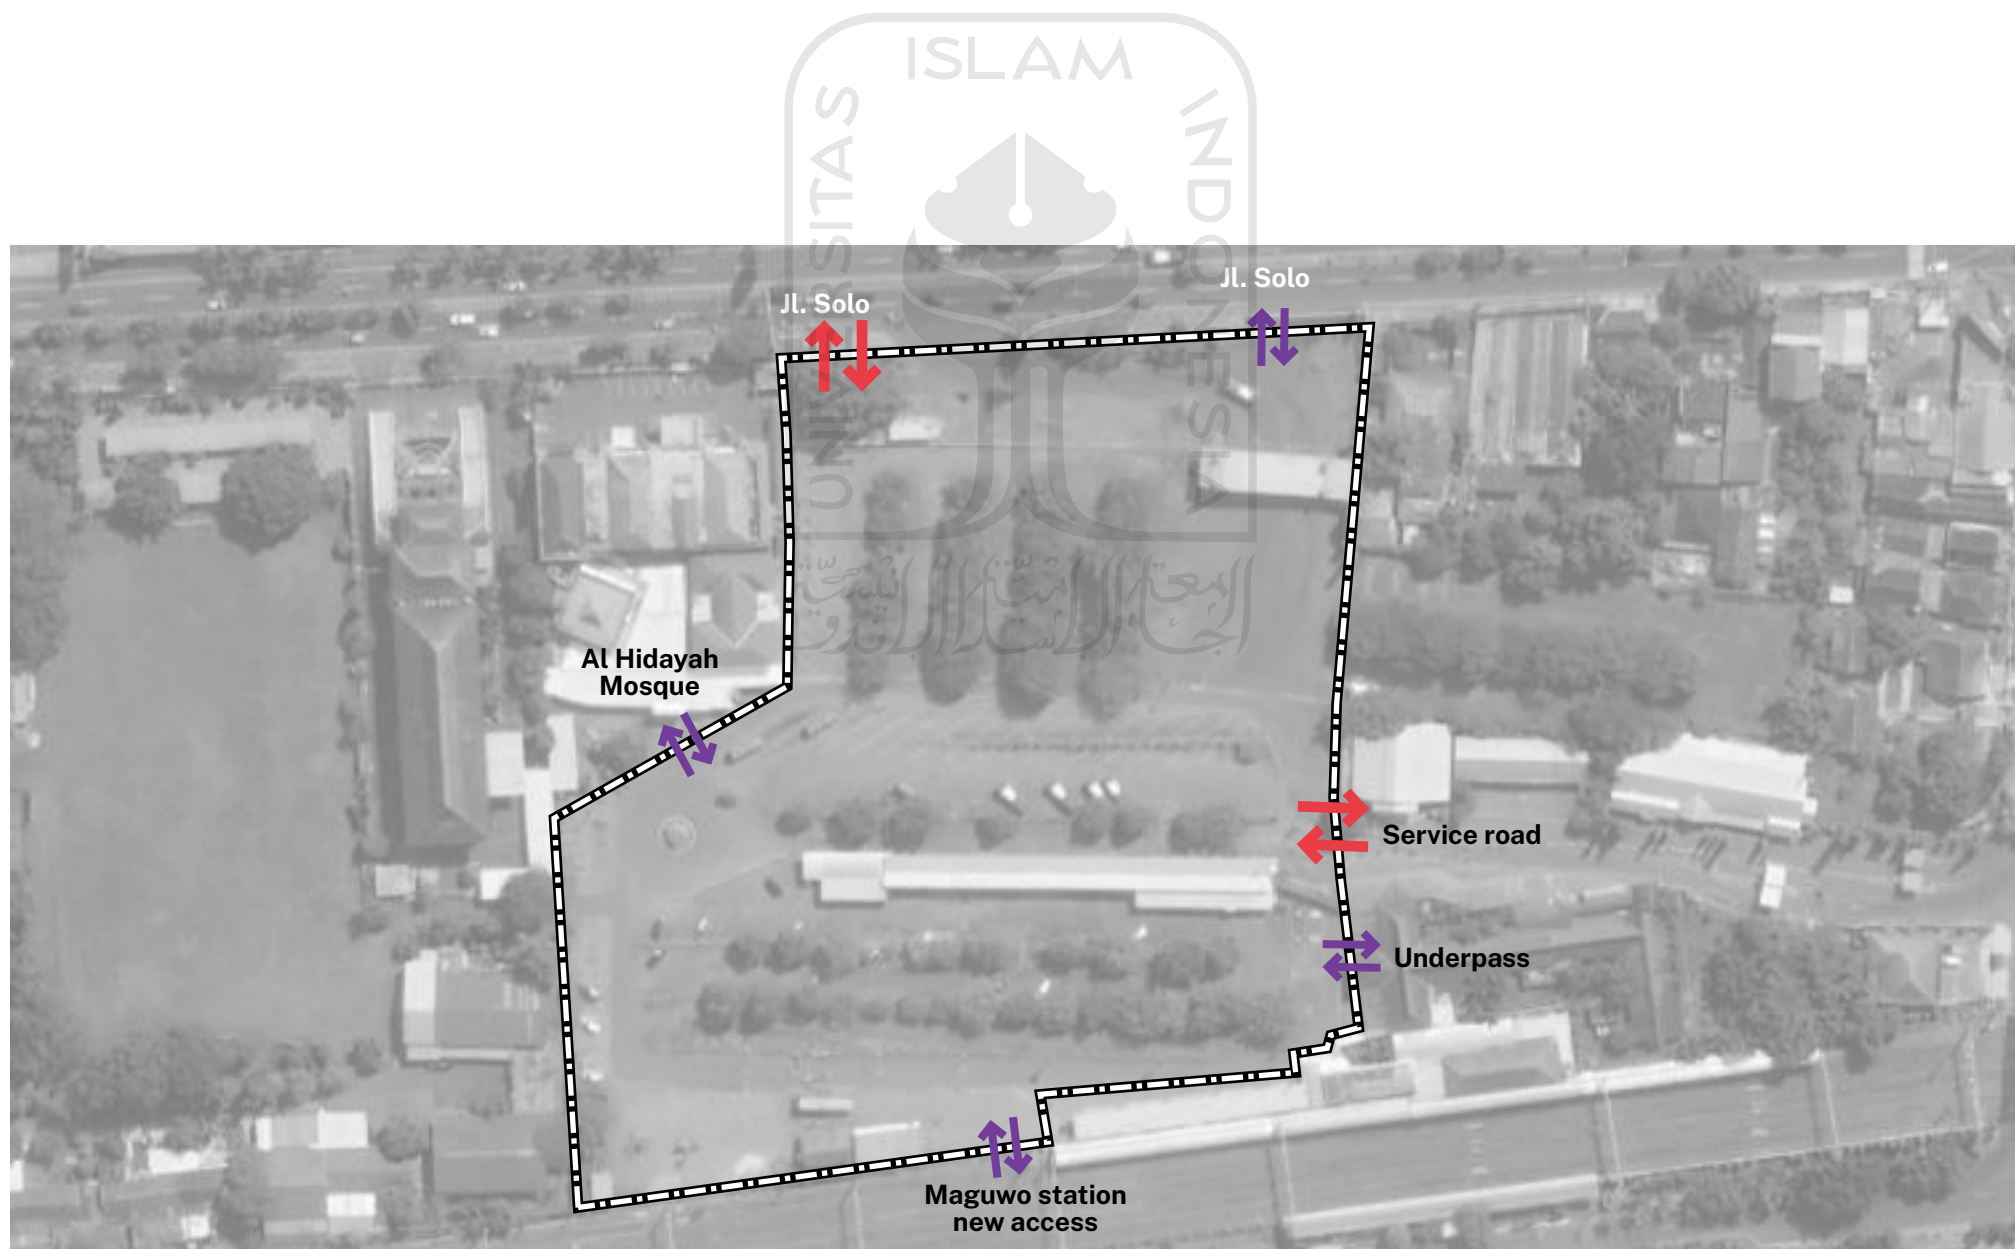 ISLAM
UNIVERSITAS
INDONESIA
Jl. Solo
Jl. Solo
Al Hidayah
Mosque
Service road
Underpass
Maguwo station
new access